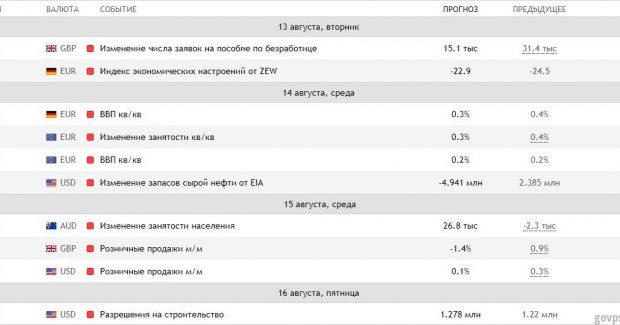 ВАЛЮТА СОБЫТИЕ ПРОГНОЗ ПРЕДЫДУЩЕЕ
13 августа, вторник
GBP Изменение числа заявок на пособие по безработице 15.1 тыс 31.4 тыс
EUR Индекс экономических настроений от ZEW -22.9 -24.5
14 августа, среда
EUR ВВП кв/кв 0.3% 0.4%
EUR Изменение занятости кв/кв 0.3% 0.4%
EUR ВВП кв/кв 0.2% 0.2%
USD Изменение запасов сырой нефти от EIA -4.941 млн 2.385 млн
15 августа, среда
AUD Изменение занятости населения 26.8 тыс -2.3 тыс
GBP Розничные продажи м/м -1.4% 0.9%
USD Розничные продажи м/м 0.1% 0.3%
16 августа, пятница
USD Разрешения на строительство 1.278 млн 1.22 млн
govps